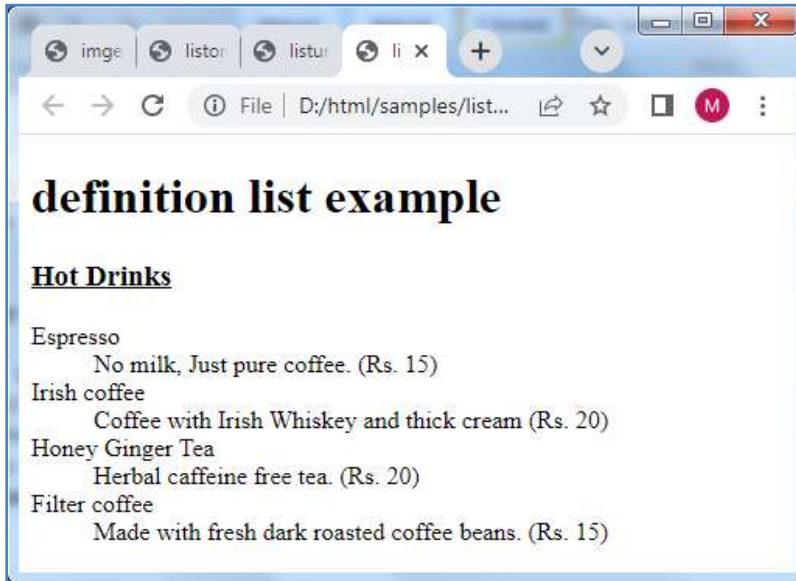 imge
listor
listur
li
File
D:/html/samples/list...
M
definition list example
Hot Drinks
Espresso
No milk, Just pure coffee. (Rs. 15)
Irish coffee
Coffee with Irish Whiskey and thick cream (Rs. 20)
Honey Ginger Tea
Herbal caffeine free tea. (Rs. 20)
Filter coffee
Made with fresh dark roasted coffee beans. (Rs. 15)